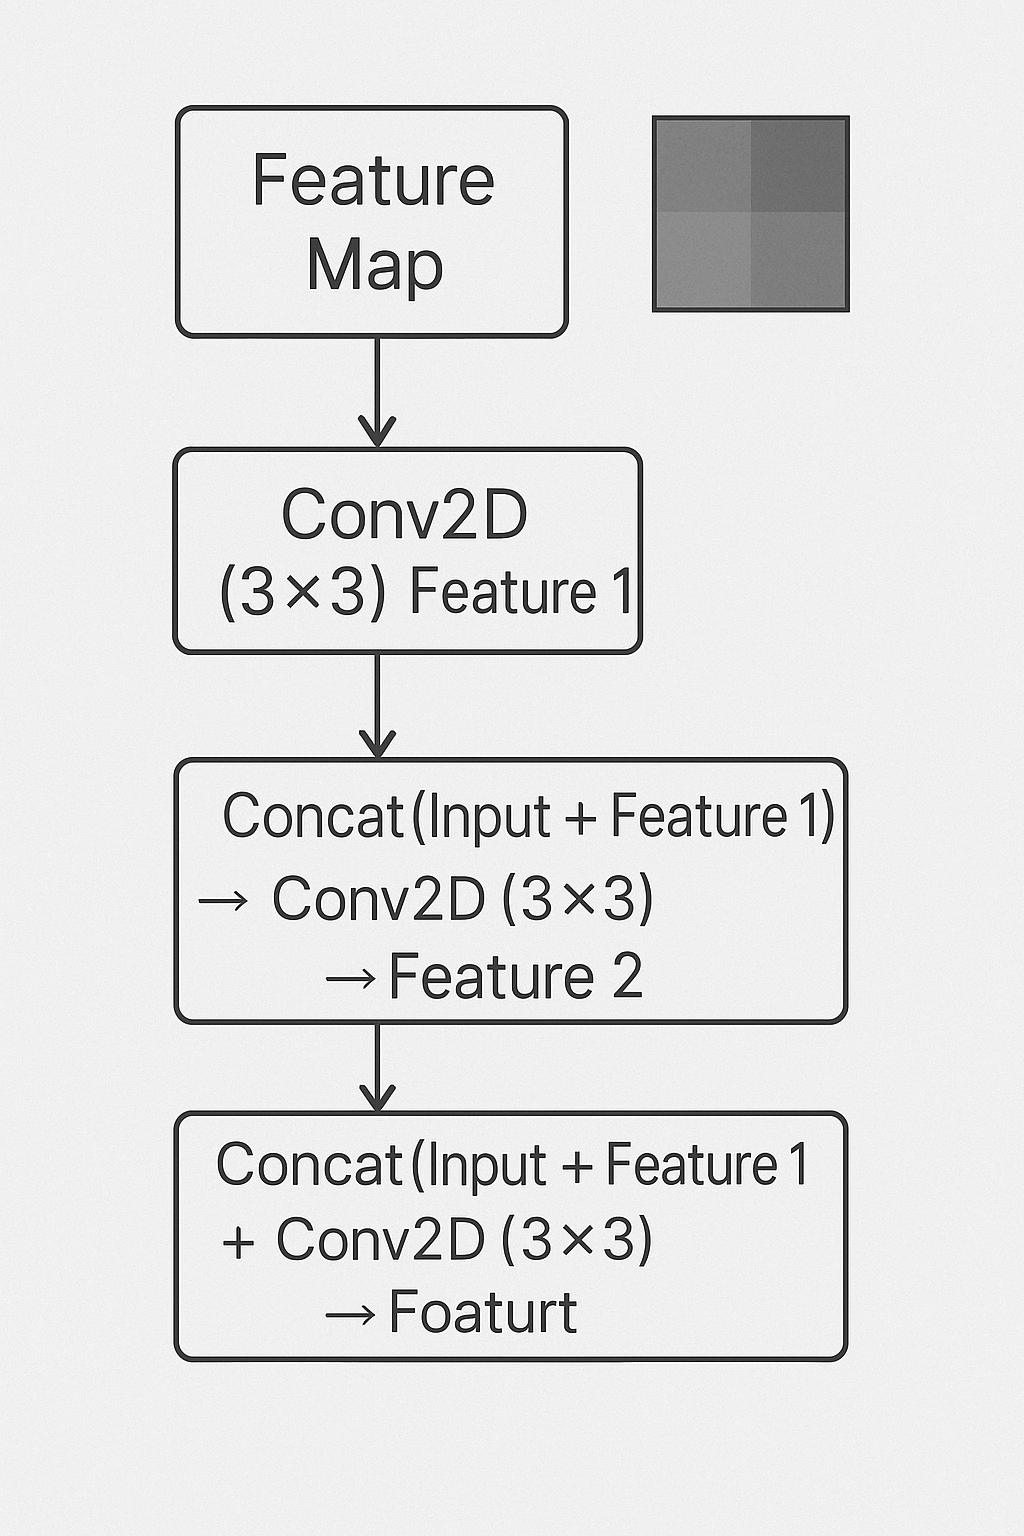 Feature
Map
Conv2D
(3×3) Feature 1
Concat(Input + Feature 1)
→ Conv2D (3×3)
→ Feature 2
Concat(Input + Feature 1
+ Conv2D (3×3)
→ Foaturt